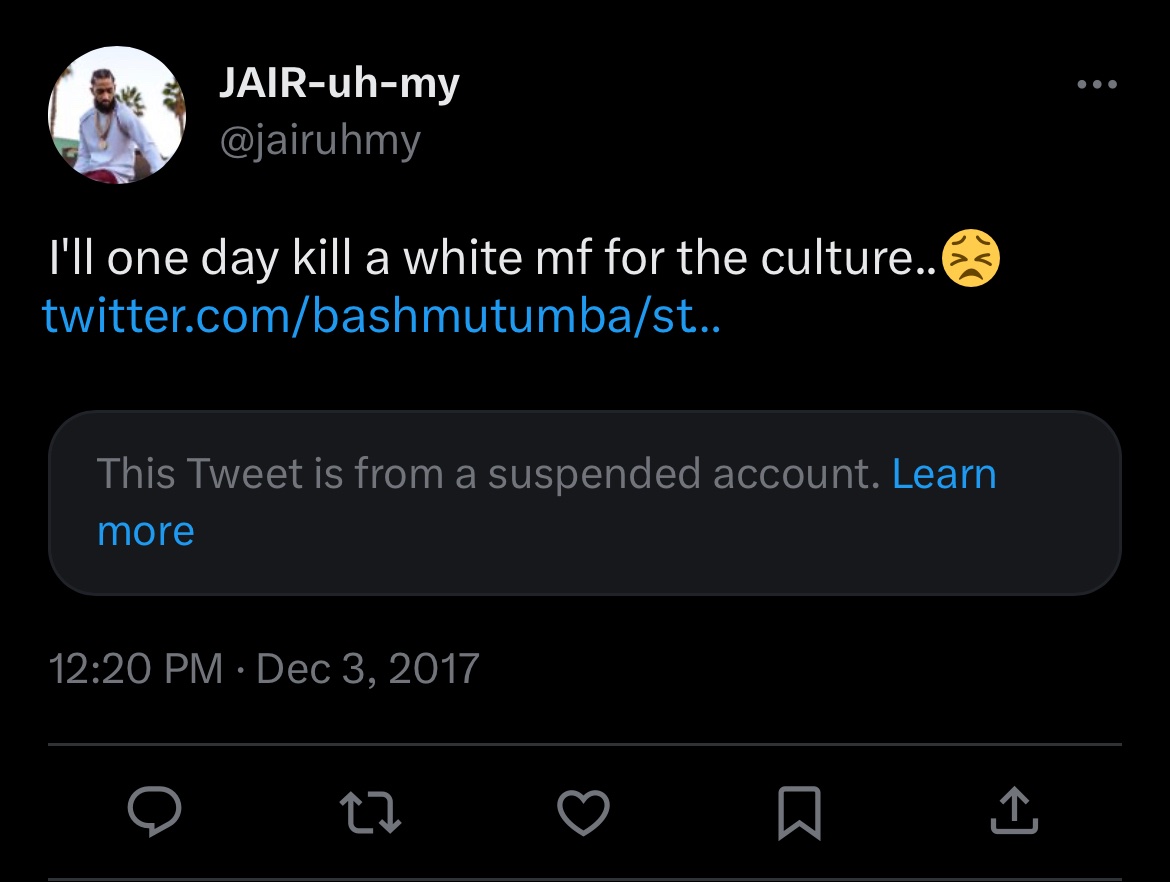 JAIR-uh-my
@jairuhmy
I'll one day kill a white mf for the culture..😣
twitter.com/bashmutumba/st...
This Tweet is from a suspended account. Learn
more
12:20 PM · Dec 3, 2017